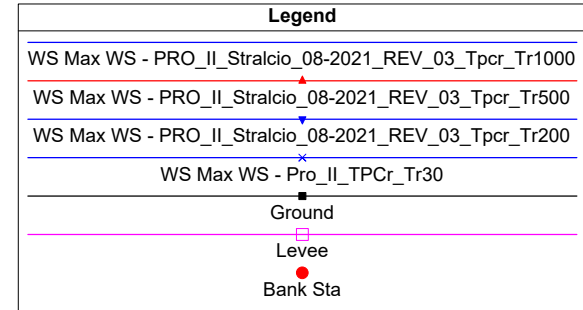 Legend
WS Max WS - PRO_II_Stralcio_08-2021_REV_03_Tpcr_Tr1000
WS Max WS - PRO_II_Stralcio_08-2021_REV_03_Tpcr_Tr500
WS Max WS - PRO_II_Stralcio_08-2021_REV_03_Tpcr_Tr200
WS Max WS - Pro_II_TPCr_Tr30
Ground
Levee
Bank Sta